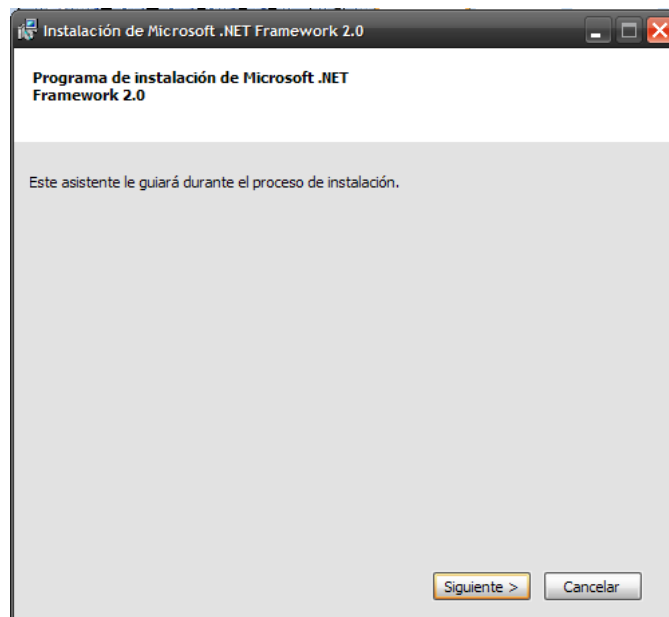 Instalación de Microsoft .NET Framework 2.0
Programa de instalación de Microsoft .NET
Framework 2.0
Este asistente le guiará durante el proceso de instalación.
Siguiente >
Cancelar